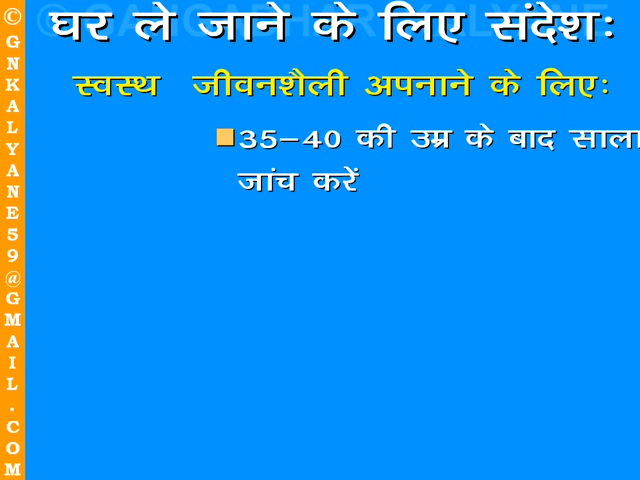 घर ले जाने के लिए संदेशः
स्वस्थ जीवनशैली अपनाने के लिएः
35–40 की उम्र के बाद साला
जांच करें
© GNKALYANE59@GMAIL.COM